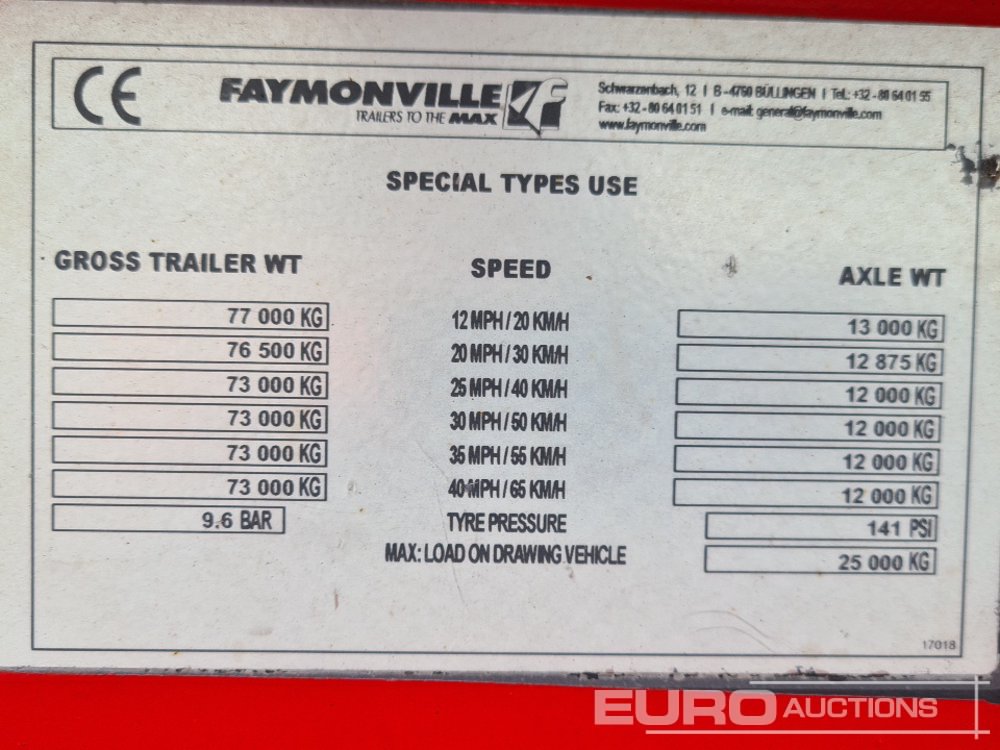 CE
FAYMONVILLE
TRAILERS TO THE MAX
Schwarzenbach, 12 | B-4760 BÜLLINGEN | Tel.: +32 - 80 64 01 55
Fax: +32 - 80 64 01 51 | e-mail: general@faymonville.com
www.faymonville.com
SPECIAL TYPES USE
GROSS TRAILER WT SPEED AXLE WT
77 000 KG 12 MPH / 20 KM/H 13 000 KG
76 500 KG 20 MPH / 30 KM/H 12 875 KG
73 000 KG 25 MPH / 40 KM/H 12 000 KG
73 000 KG 30 MPH / 50 KM/H 12 000 KG
73 000 KG 35 MPH / 55 KM/H 12 000 KG
73 000 KG 40 MPH / 65 KM/H 12 000 KG
9.6 BAR TYRE PRESSURE 141 PSI
MAX: LOAD ON DRAWING VEHICLE 25 000 KG
17018
EURO AUCTIONS